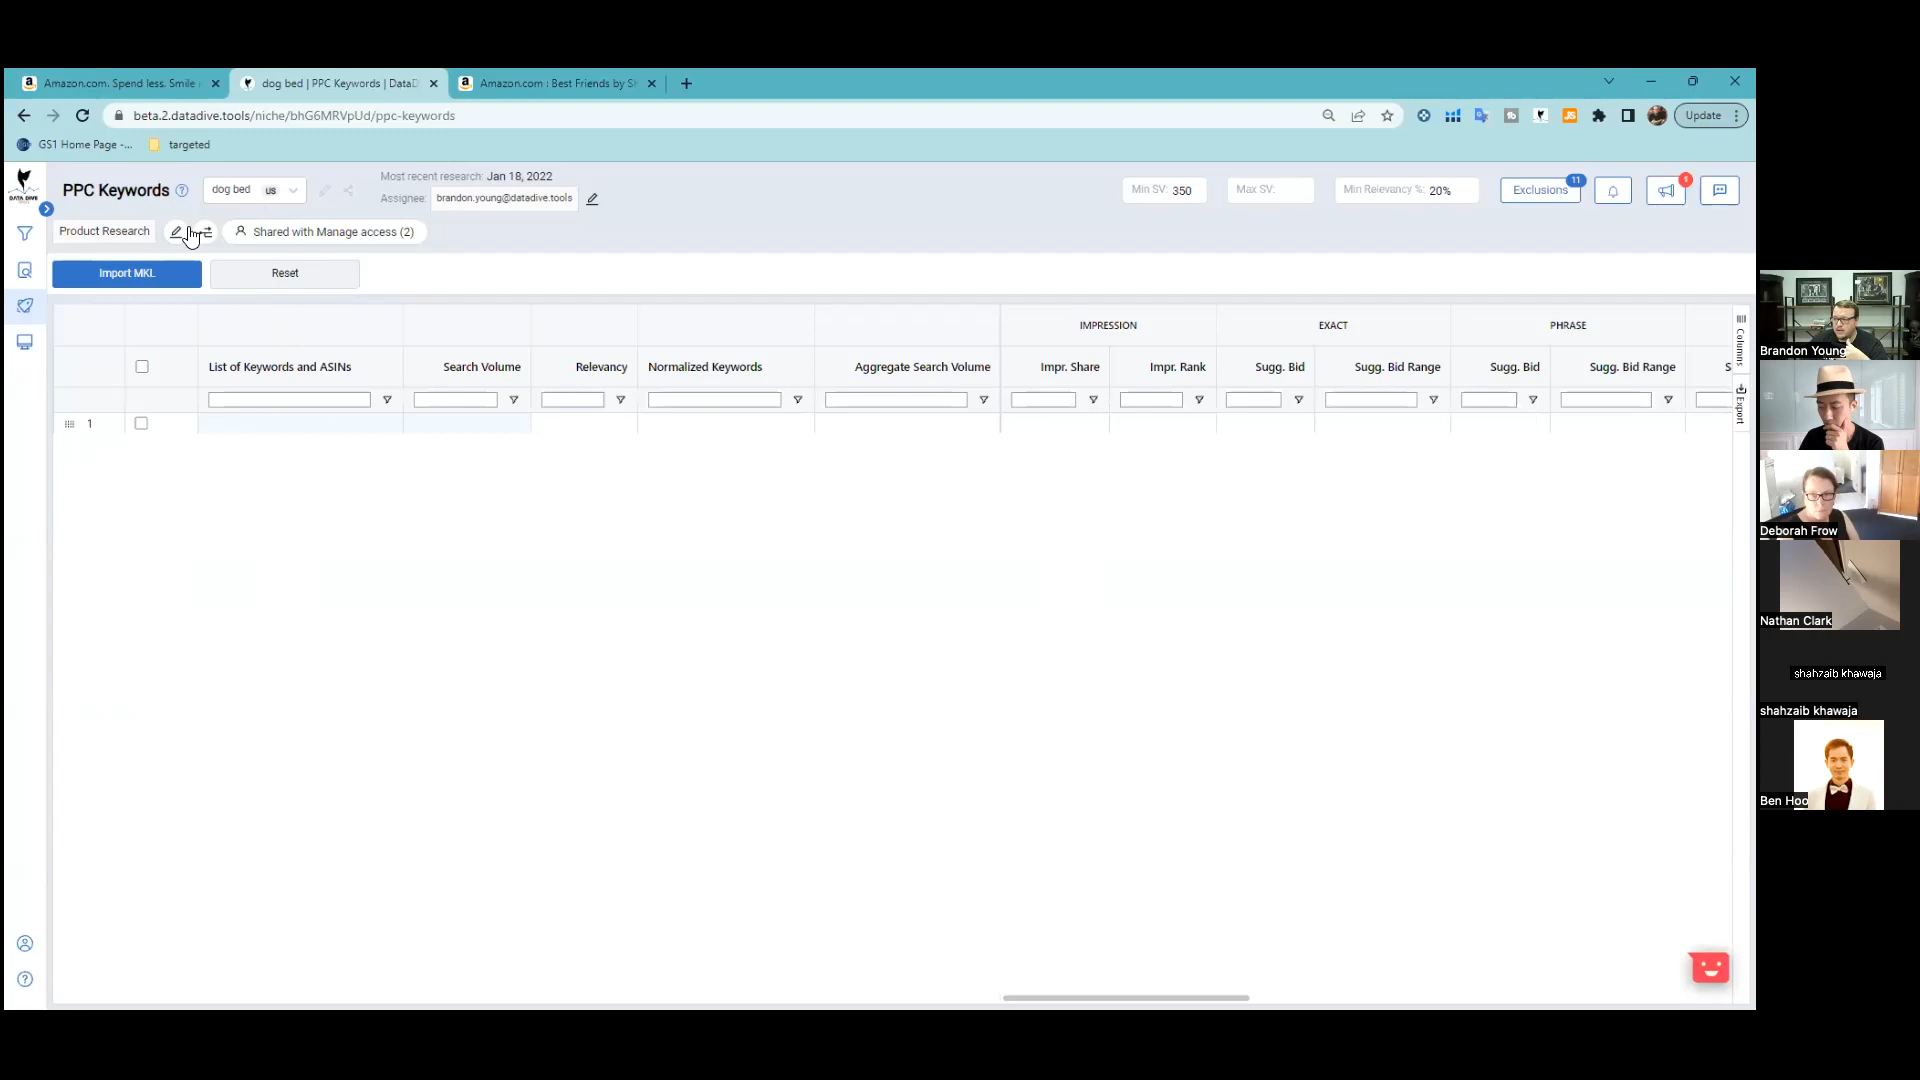 Amazon.com. Spend less. Smile
dog bed | PPC Keywords | DataD
Amazon.com : Best Friends by Sh
beta.2.datadive.tools/niche/bhG6MRVpUd/ppc-keywords
Update
GS1 Home Page -...
targeted
DATA DIVE
PPC Keywords
dog bed US
Most recent research: Jan 18, 2022
Assignee: brandon.young@datadive.tools
Min SV: 350
Max SV:
Min Relevancy %: 20%
Exclusions 11
1
Product Research
Shared with Manage access (2)
Import MKL
Reset
IMPRESSION
EXACT
PHRASE
Columns
List of Keywords and ASINs
Search Volume
Relevancy
Normalized Keywords
Aggregate Search Volume
Impr. Share
Impr. Rank
Sugg. Bid
Sugg. Bid Range
Sugg. Bid
Sugg. Bid Range
S
Export
1
Brandon Young
Deborah Frow
Nathan Clark
shahzaib khawaja
shahzaib khawaja
Ben Hoo